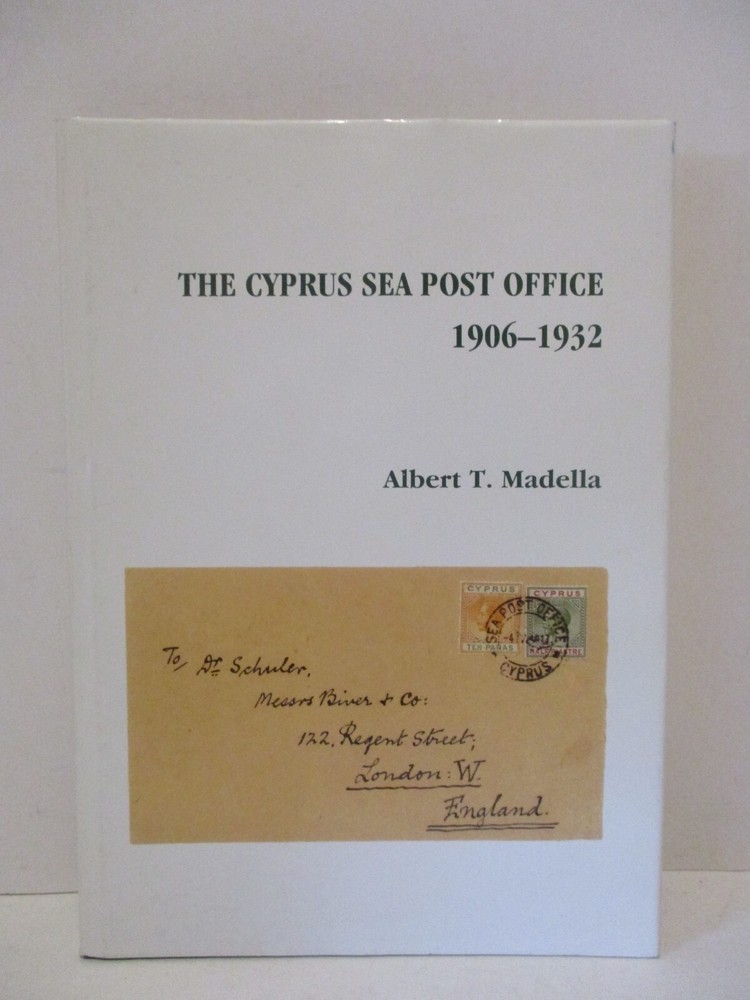 THE CYPRUS SEA POST OFFICE
1906–1932
Albert T. Madella
CYPRUS
CYPRUS
SEA POST OFFICE
TEN PARAS
CYPRUS
To, Dr Schuler,
Messrs Biver & Co:
122, Regent Street;
London: W.
England.